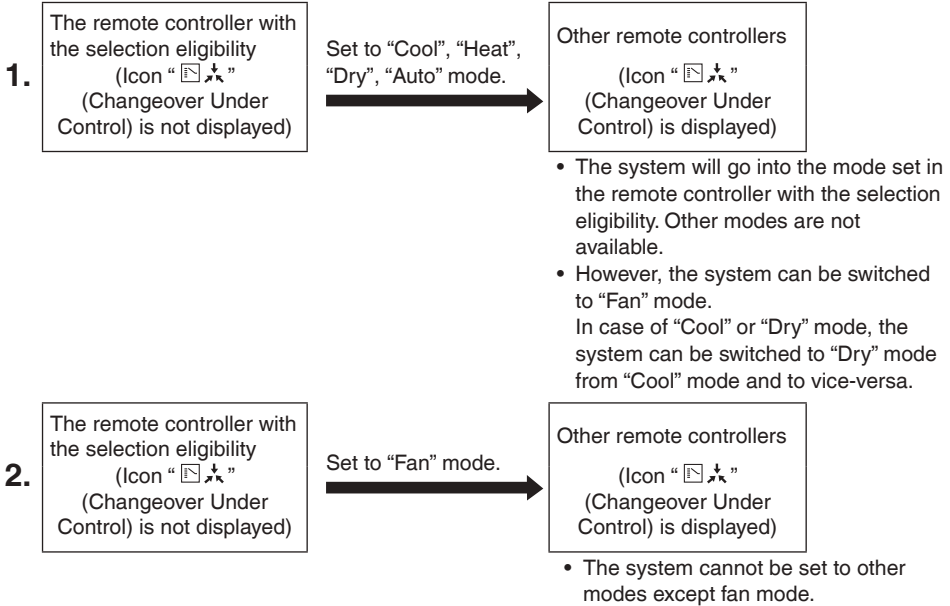 1.
The remote controller with
the selection eligibility
(Icon “ ”
(Changeover Under
Control) is not displayed)
Set to “Cool”, “Heat”,
“Dry”, “Auto” mode.
Other remote controllers
(Icon “ ”
(Changeover Under
Control) is displayed)
• The system will go into the mode set in
the remote controller with the selection
eligibility. Other modes are not
available.
• However, the system can be switched
to “Fan” mode.
In case of “Cool” or “Dry” mode, the
system can be switched to “Dry” mode
from “Cool” mode and to vice-versa.
2.
The remote controller with
the selection eligibility
(Icon “ ”
(Changeover Under
Control) is not displayed)
Set to “Fan” mode.
Other remote controllers
(Icon “ ”
(Changeover Under
Control) is displayed)
• The system cannot be set to other
modes except fan mode.